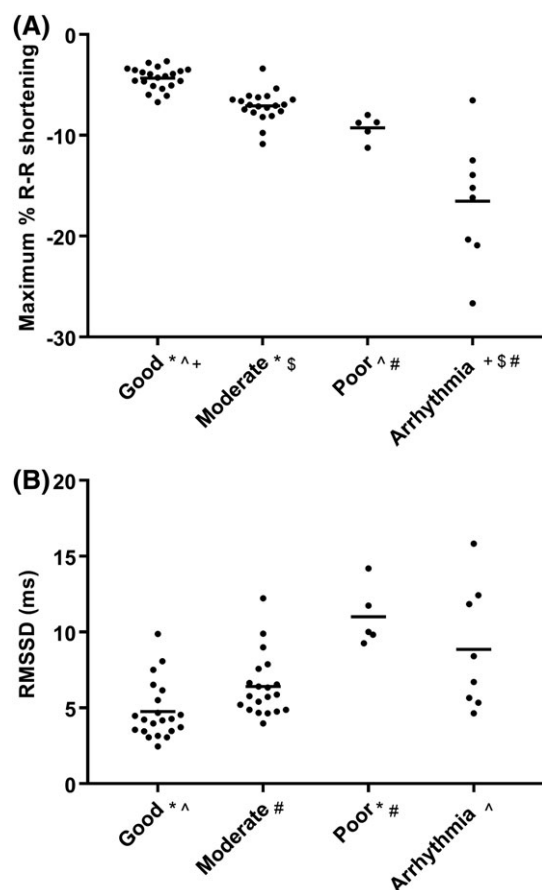 (A)
Maximum % R-R shortening
0
-10
-20
-30
Good * ^ +
Moderate * $
Poor ^ #
Arrhythmia + $ #
(B)
RMSSD (ms)
20
15
10
5
0
Good * ^
Moderate #
Poor * #
Arrhythmia ^